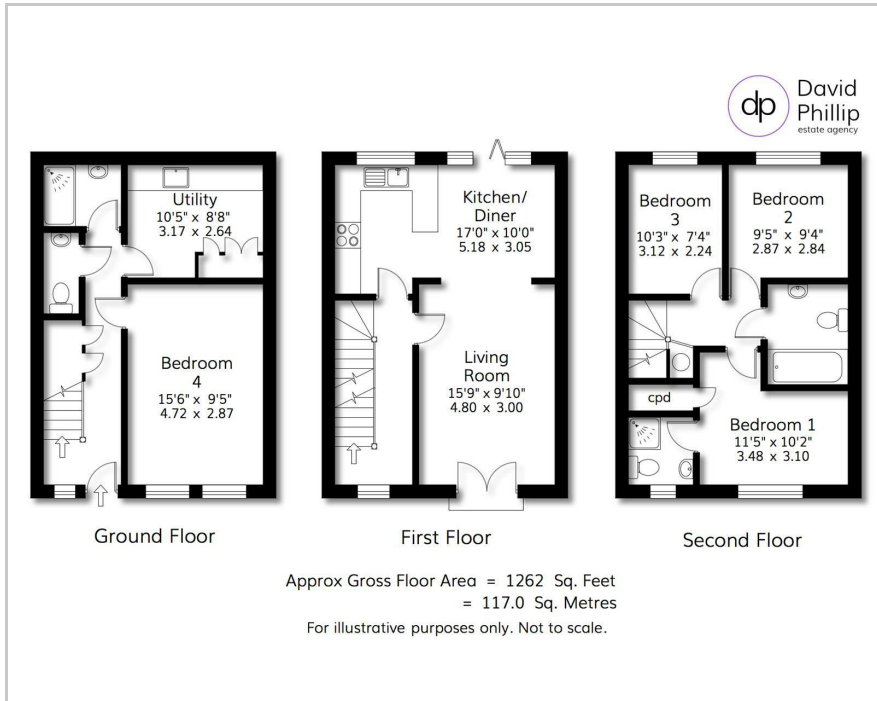 dp
David
Phillip
estate agency
Utility
10'5" x 8'8"
3.17 x 2.64
Bedroom
4
15'6" x 9'5"
4.72 x 2.87
Ground Floor
Kitchen/
Diner
17'0" x 10'0"
5.18 x 3.05
Living
Room
15'9" x 9'10"
4.80 x 3.00
First Floor
Bedroom
3
10'3" x 7'4"
3.12 x 2.24
Bedroom
2
9'5" x 9'4"
2.87 x 2.84
cpd
Bedroom 1
11'5" x 10'2"
3.48 x 3.10
Second Floor
Approx Gross Floor Area = 1262 Sq. Feet
= 117.0 Sq. Metres
For illustrative purposes only. Not to scale.